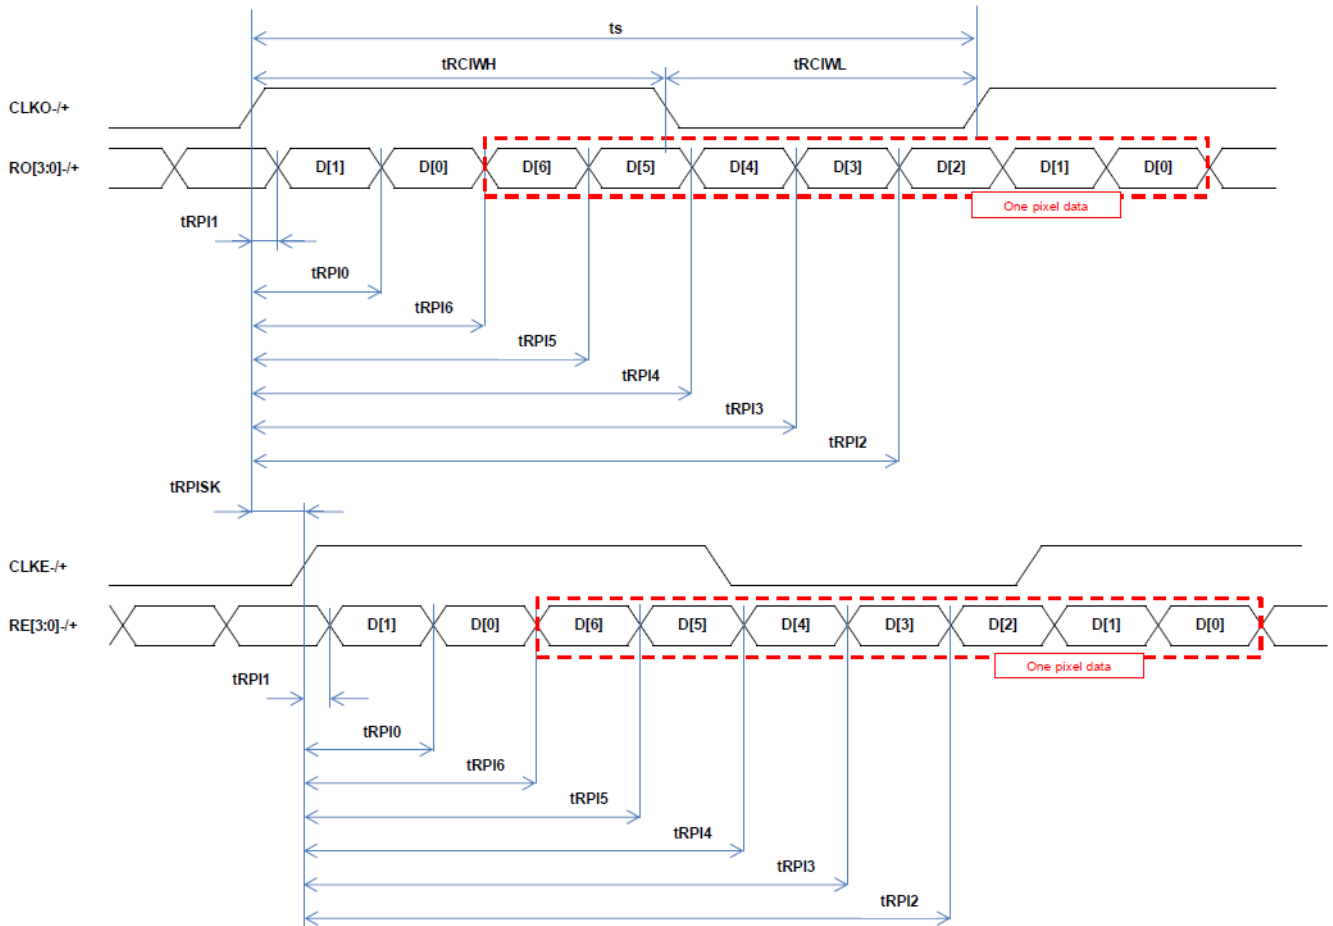 ts
tRCIWH tRCIWL
CLKO-/+
RO[3:0]-/+ D[1] D[0] D[6] D[5] D[4] D[3] D[2] D[1] D[0]
One pixel data
tRPI1
tRPI0
tRPI6
tRPI5
tRPI4
tRPI3
tRPI2
tRPISK
CLKE-/+
RE[3:0]-/+ D[1] D[0] D[6] D[5] D[4] D[3] D[2] D[1] D[0]
One pixel data
tRPI1
tRPI0
tRPI6
tRPI5
tRPI4
tRPI3
tRPI2